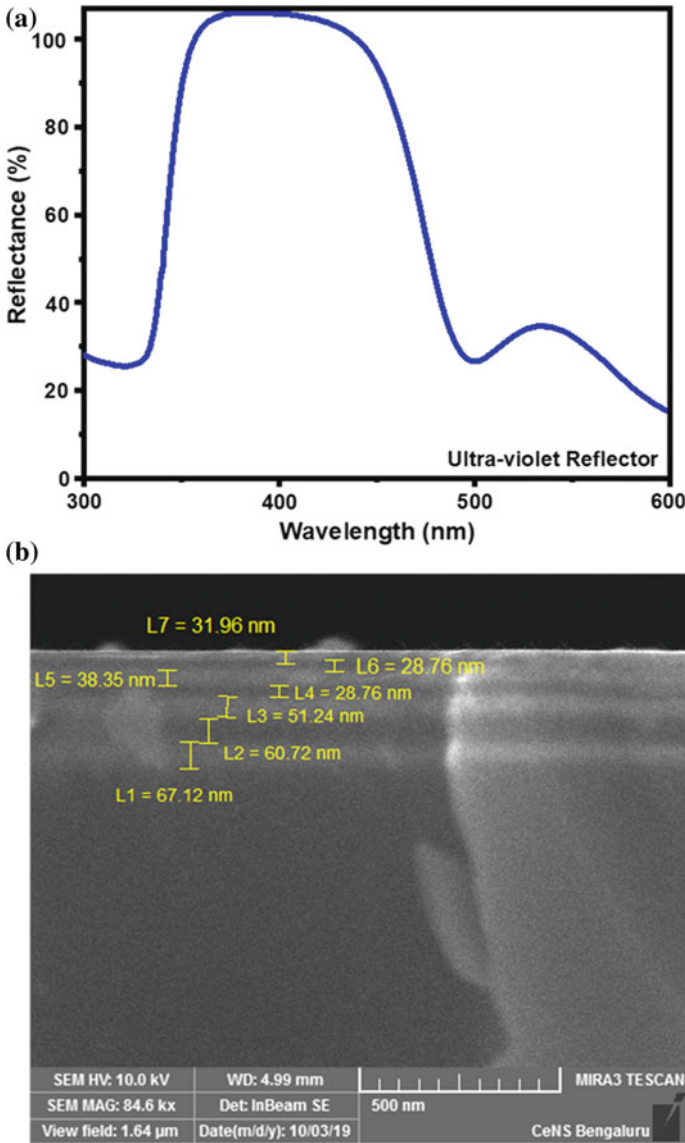 (a)
100
80
60
40
20
0
Reflectance (%)
Ultra-violet Reflector
300 400 500 600
Wavelength (nm)
(b)
L7 = 31.96 nm
L6 = 28.76 nm
L5 = 38.35 nm
L4 = 28.76 nm
L3 = 51.24 nm
L2 = 60.72 nm
L1 = 67.12 nm
SEM HV: 10.0 kV WD: 4.99 mm MIRA3 TESCAN
SEM MAG: 84.6 kx Det: InBeam SE 500 nm
View field: 1.64 µm Date(m/d/y): 10/03/19 CeNS Bengaluru